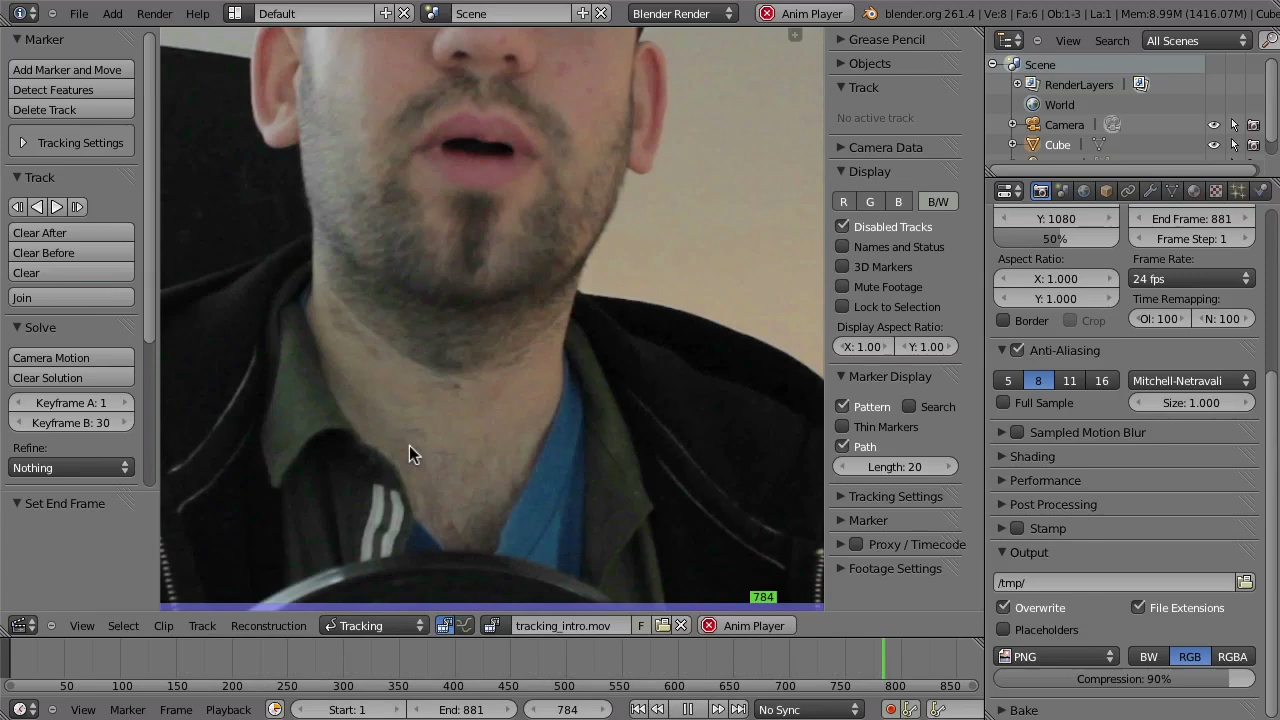 File Add Render Help Default Scene Blender Render Anim Player blender.org 261.4 | Ve:8 | Fa:6 | Ob:1-3 | La:1 | Mem:8.99M (1416.07M) | Cube
Marker
Add Marker and Move
Detect Features
Delete Track
Tracking Settings
Track
Clear After
Clear Before
Clear
Join
Solve
Camera Motion
Clear Solution
Keyframe A: 1
Keyframe B: 30
Refine:
Nothing
Set End Frame
784
Grease Pencil
Objects
Track
No active track
Camera Data
Display
R G B B/W
Disabled Tracks
Names and Status
3D Markers
Mute Footage
Lock to Selection
Display Aspect Ratio:
X: 1.00 Y: 1.00
Marker Display
Pattern Search
Thin Markers
Path
Length: 20
Tracking Settings
Marker
Proxy / Timecode
Footage Settings
View Search All Scenes
Scene
RenderLayers
World
Camera
Cube
Y: 1080 End Frame: 881
50% Frame Step: 1
Aspect Ratio: Frame Rate:
X: 1.000 24 fps
Y: 1.000 Time Remapping:
Border Crop Ol: 100 N: 100
Anti-Aliasing
5 8 11 16 Mitchell-Netravali
Full Sample Size: 1.000
Sampled Motion Blur
Shading
Performance
Post Processing
Stamp
Output
/tmp/
Overwrite File Extensions
Placeholders
PNG BW RGB RGBA
Compression: 90%
Bake
View Select Clip Track Reconstruction Tracking tracking_intro.mov F Anim Player
50 100 150 200 250 300 350 400 450 500 550 600 650 700 750 800 850
View Marker Frame Playback Start: 1 End: 881 784 No Sync